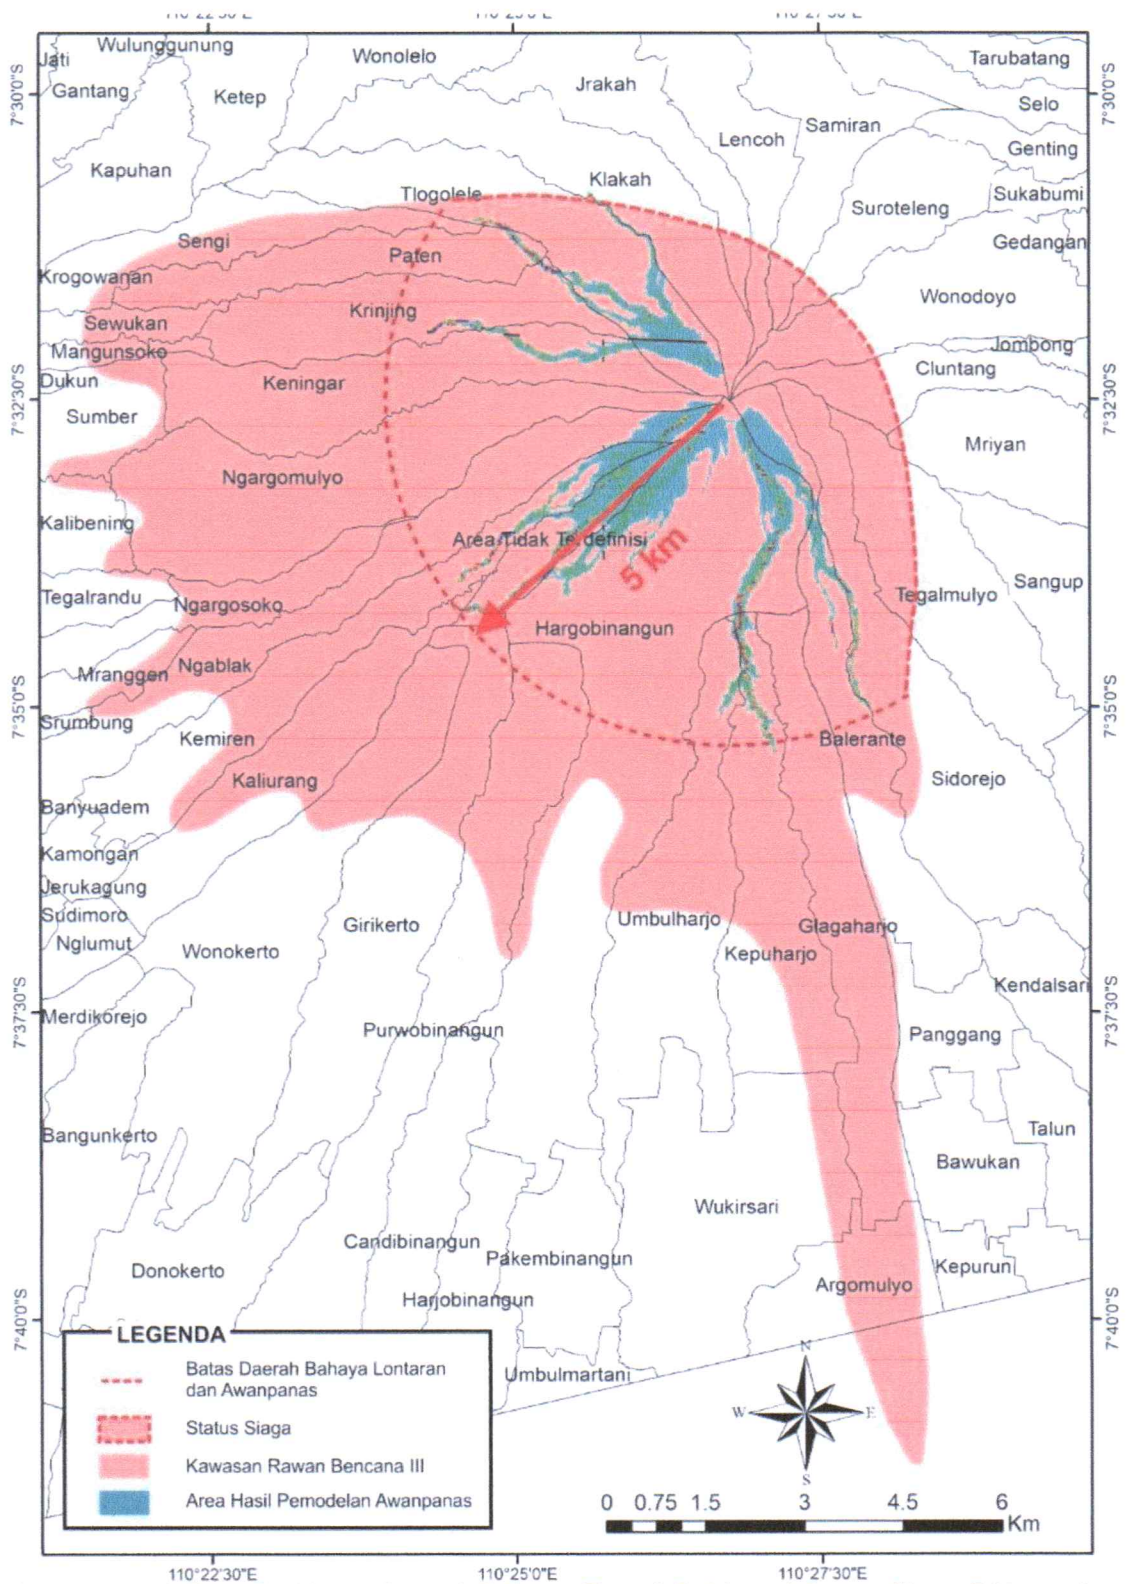 110°22'30"E 110°25'0"E 110°27'30"E
Wulunggunung
Jati
Wonolelo
Tarubatang
7°30'0"S
Gantang
Ketep
Jrakah
Selo
7°30'0"S
Samiran
Lencoh
Genting
Kapuhan
Klakah
Tlogolele
Sukabumi
Suroteleng
Sengi
Gedangan
Paten
Krogowanan
Wonodoyo
Krinjing
Sewukan
Mangunsoko
Jombong
Dukun
Keningar
Cluntang
7°32'30"S
Sumber
7°32'30"S
Mriyan
Ngargomulyo
Kalibening
Area Tidak Terdefinisi
5 km
Sangup
Tegalrandu
Ngargosoko
Tegalmulyo
Hargobinangun
Mranggen
Ngablak
7°35'0"S
Srumbung
7°35'0"S
Kemiren
Balerante
Kaliurang
Sidorejo
Banyuadem
Kamongan
Jerukagung
Sudimoro
Girikerto
Umbulharjo
Glagaharjo
Nglumut
Wonokerto
Kepuharjo
Kendalsari
7°37'30"S
Merdikorejo
Purwobinangun
Panggang
7°37'30"S
Bangunkerto
Talun
Bawukan
Wukirsari
Candibinangun
Pakembinangun
Donokerto
Kepurun
Argomulyo
Harjobinangun
7°40'0"S
7°40'0"S
Umbulmartani
LEGENDA
Batas Daerah Bahaya Lontaran
dan Awanpanas
Status Siaga
Kawasan Rawan Bencana III
Area Hasil Pemodelan Awanpanas
N
W E
S
0 0.75 1.5 3 4.5 6
Km
110°22'30"E 110°25'0"E 110°27'30"E